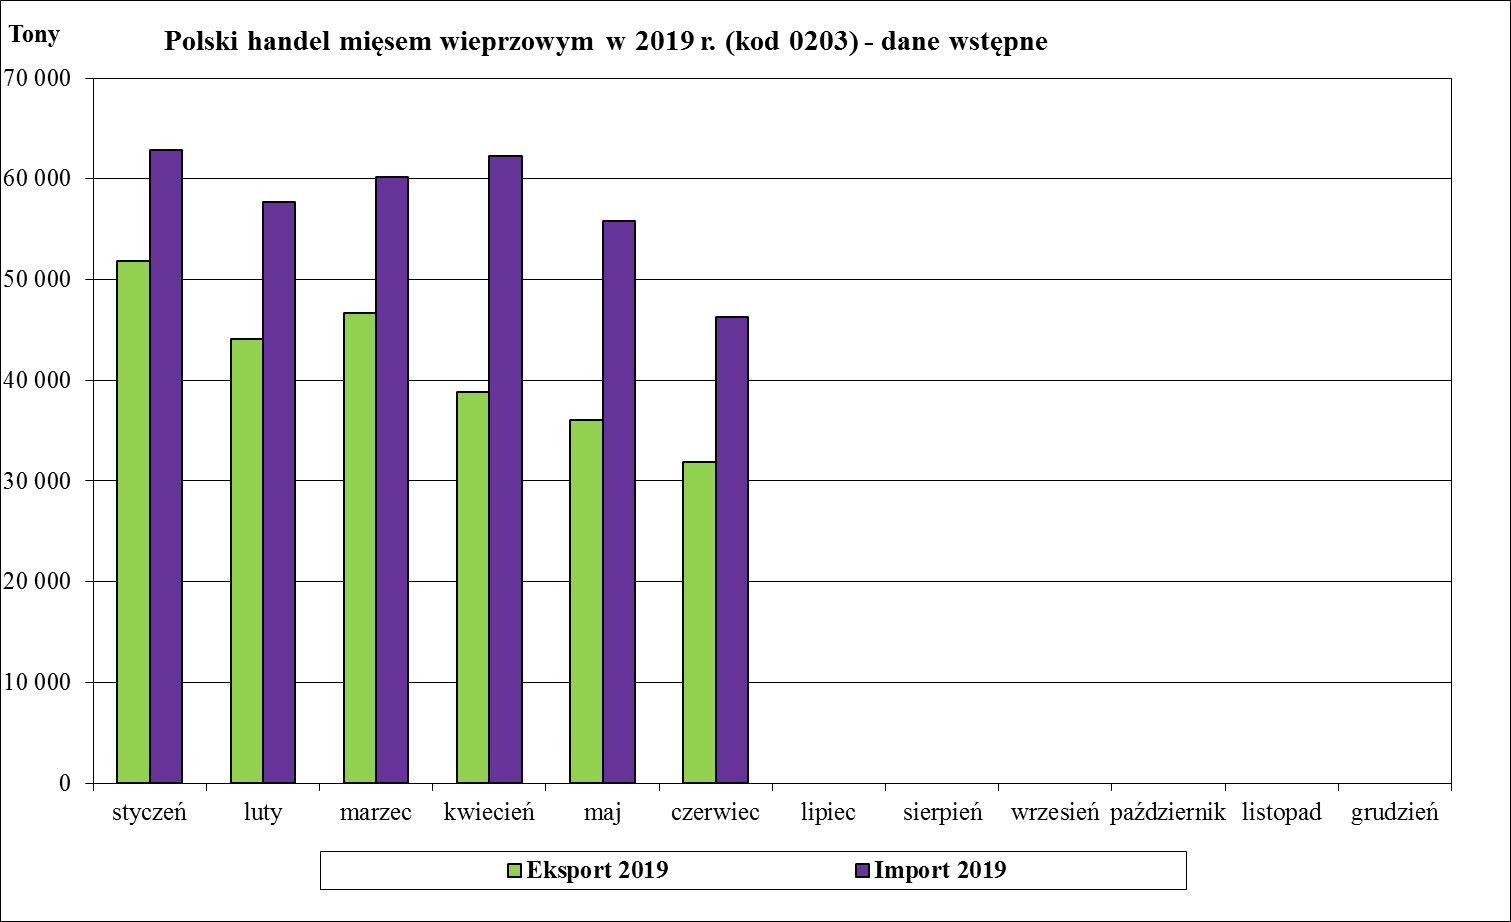 Tony
Polski handel mięsem wieprzowym w 2019 r. (kod 0203) - dane wstępne
70 000
60 000
50 000
40 000
30 000
20 000
10 000
0
styczeń luty marzec kwiecień maj czerwiec lipiec sierpień wrzesień październik listopad grudzień
Eksport 2019 Import 2019